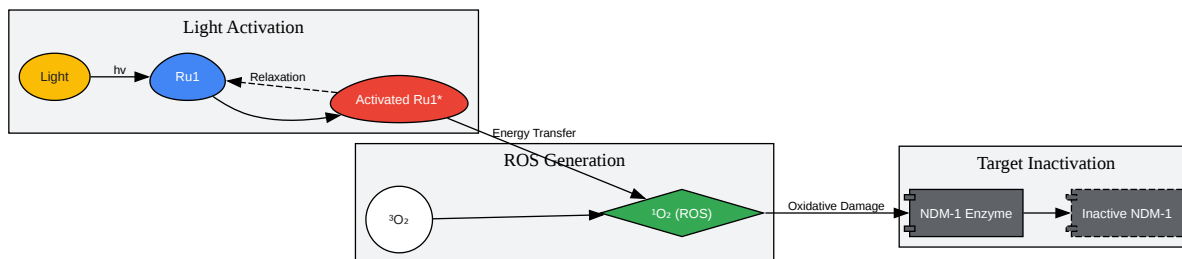 Light Activation
Light
hv
Ru1
Relaxation
Activated Ru1*
Energy Transfer
ROS Generation
³O₂
¹O₂ (ROS)
Oxidative Damage
Target Inactivation
NDM-1 Enzyme
Inactive NDM-1